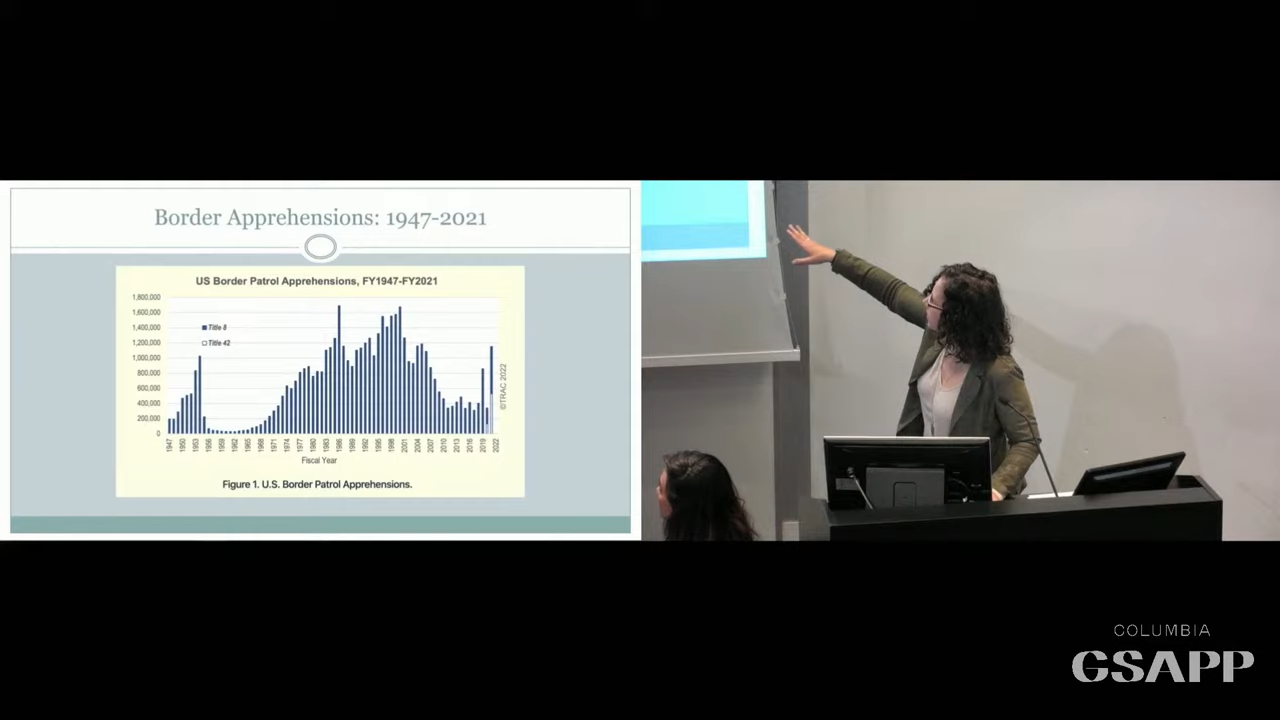 Border Apprehensions: 1947-2021
US Border Patrol Apprehensions, FY1947-FY2021
1,800,000
1,600,000
1,400,000
1,200,000
1,000,000
800,000
600,000
400,000
200,000
0
Title 8
Title 42
©TRAC 2022
1947 1950 1953 1956 1959 1962 1965 1968 1971 1974 1977 1980 1983 1986 1989 1992 1995 1998 2001 2004 2007 2010 2013 2016 2019 2022
Fiscal Year
Figure 1. U.S. Border Patrol Apprehensions.
COLUMBIA
GSAPP